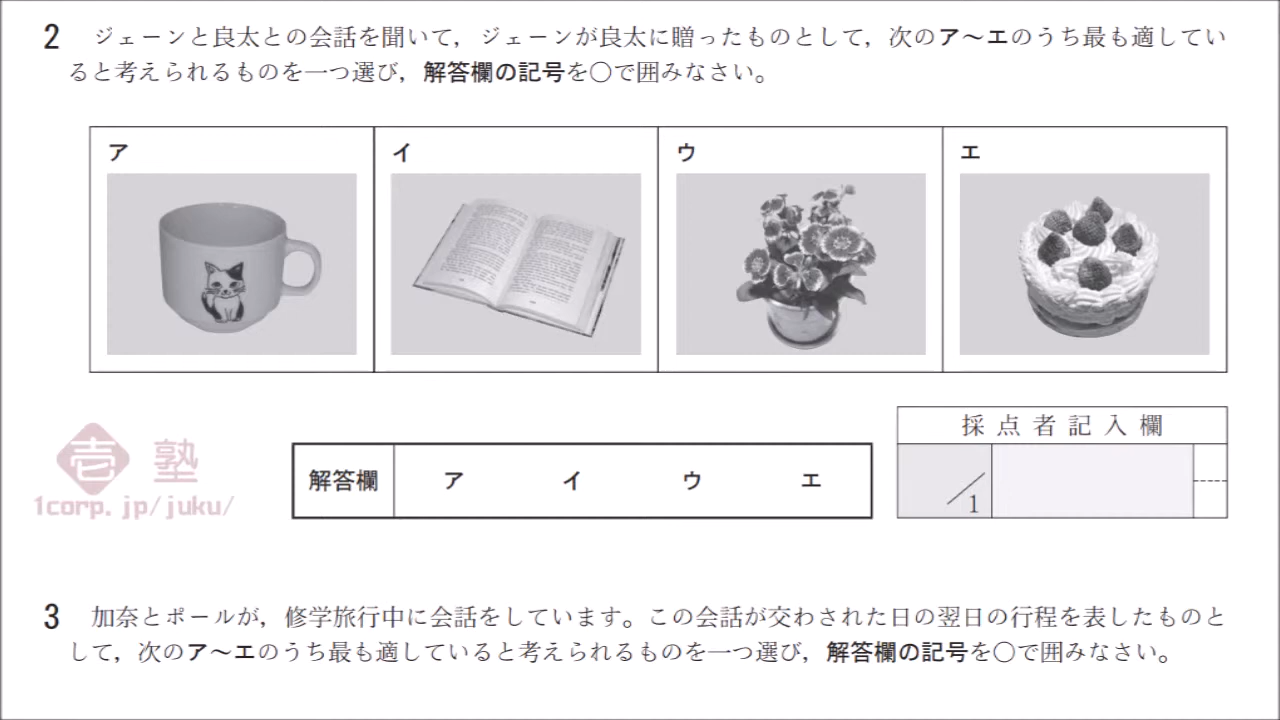 2 ジェーンと良太との会話を聞いて，ジェーンが良太に贈ったものとして，次のア～エのうち最も適してい
ると考えられるものを一つ選び，解答欄の記号を○で囲みなさい。
ア イ ウ エ
採点者記入欄
解答欄 ア イ ウ エ
／1
壱塾
1corp. jp/juku/
3 加奈とポールが，修学旅行中に会話をしています。この会話が交わされた日の翌日の行程を表したものと
して，次のア～エのうち最も適していると考えられるものを一つ選び，解答欄の記号を○で囲みなさい。